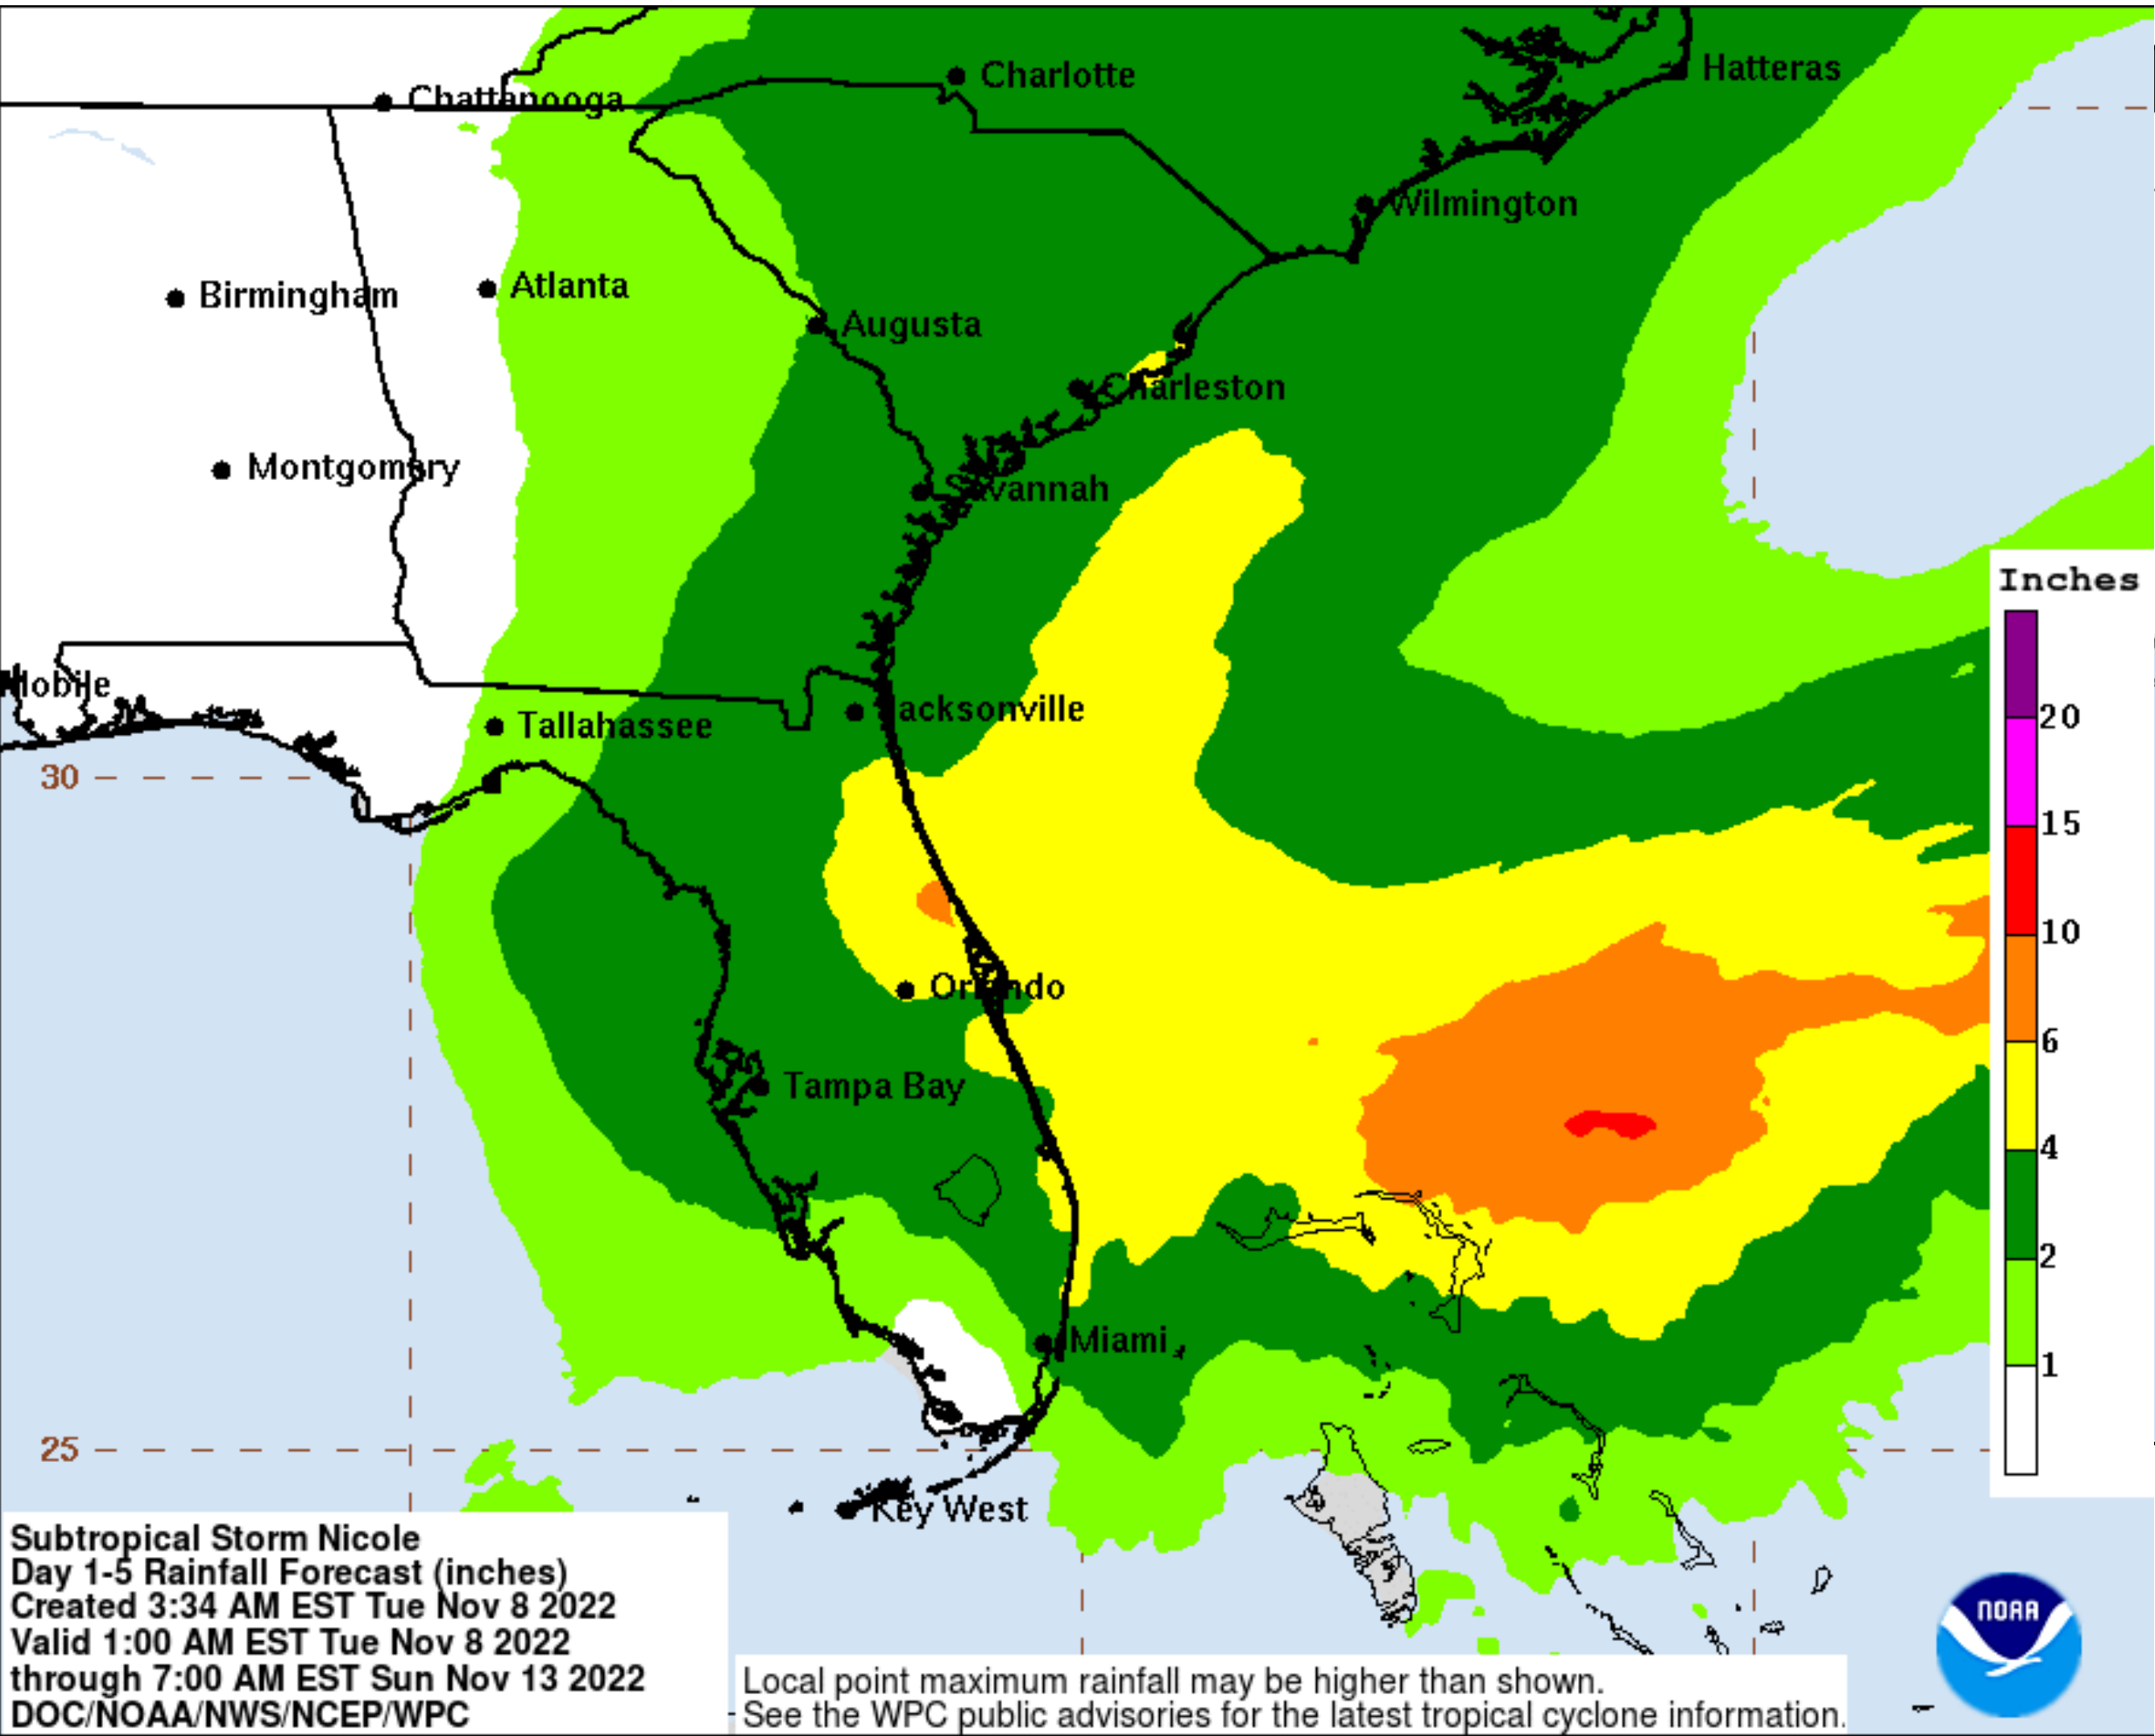 Charlotte
Hatteras
Chattanooga
Wilmington
Birmingham
Atlanta
Augusta
Charleston
Montgomery
Savannah
Inches
Mobile
Jacksonville
20
Tallahassee
30
15
10
Orlando
6
Tampa Bay
4
2
Miami
1
25
Key West
Subtropical Storm Nicole
Day 1-5 Rainfall Forecast (inches)
Created 3:34 AM EST Tue Nov 8 2022
Valid 1:00 AM EST Tue Nov 8 2022
through 7:00 AM EST Sun Nov 13 2022
DOC/NOAA/NWS/NCEP/WPC
Local point maximum rainfall may be higher than shown.
See the WPC public advisories for the latest tropical cyclone information.
NOAA